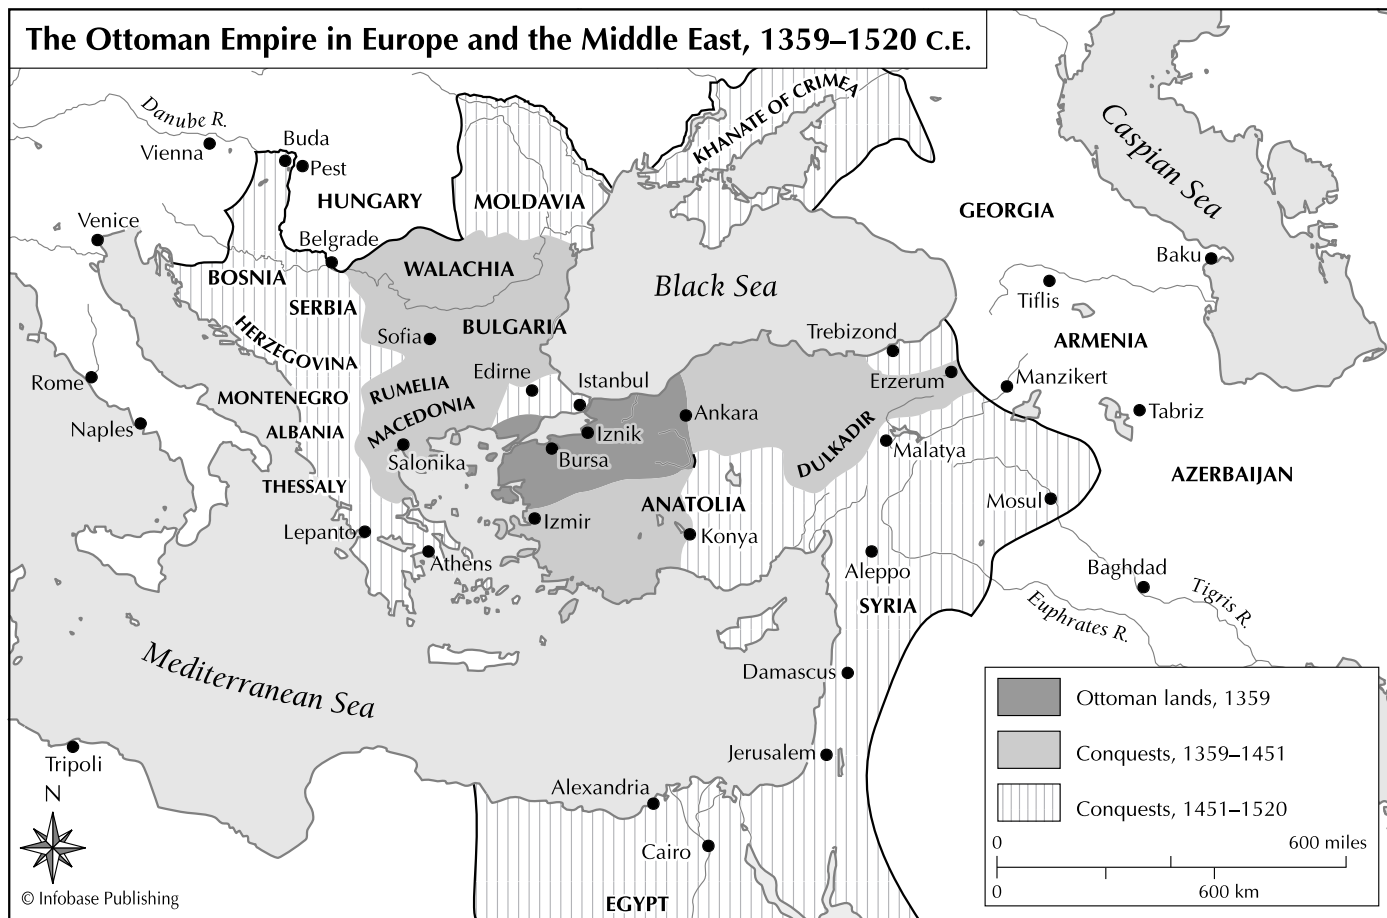 The Ottoman Empire in Europe and the Middle East, 1359–1520 C.E.
KHANATE OF CRIMEA
Danube R.
Vienna
Buda
Pest
HUNGARY
MOLDAVIA
Caspian Sea
GEORGIA
Venice
Belgrade
BOSNIA
WALACHIA
Black Sea
Baku
Tiflis
SERBIA
HERZEGOVINA
Sofia
BULGARIA
Trebizond
ARMENIA
Rome
Edirne
Istanbul
Erzerum
Manzikert
RUMELIA
MONTENEGRO
MACEDONIA
Ankara
Tabriz
Naples
ALBANIA
Iznik
DULKADIR
Salonika
Bursa
Malatya
AZERBAIJAN
THESSALY
ANATOLIA
Mosul
Lepanto
Izmir
Konya
Athens
Aleppo
Baghdad
SYRIA
Euphrates R.
Tigris R.
Mediterranean Sea
Damascus
Jerusalem
Tripoli
Alexandria
Cairo
EGYPT
N
© Infobase Publishing
Ottoman lands, 1359
Conquests, 1359–1451
Conquests, 1451–1520
0 600 miles
0 600 km